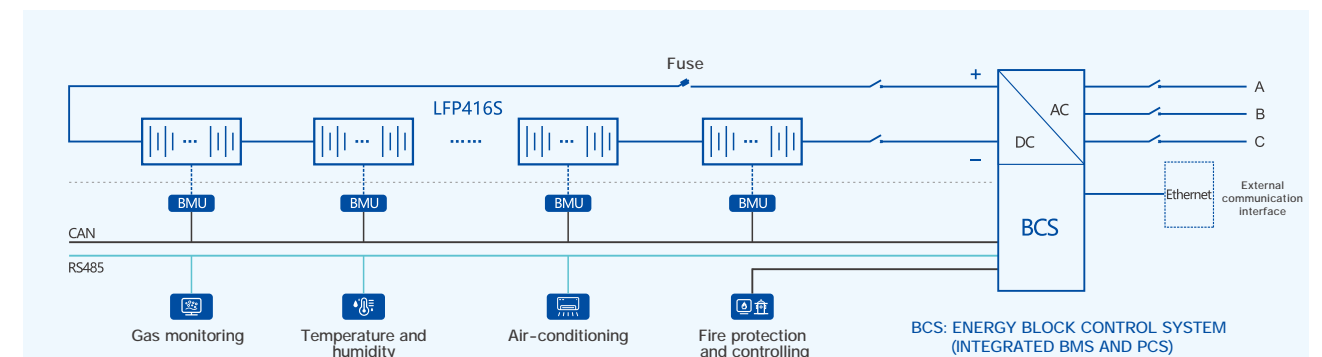 Fuse
+
A
LFP416S
AC
B
...
...
......
...
...
DC
C
−
BMU
BMU
BMU
BMU
Ethernet
External
communication
interface
CAN
BCS
RS485
Gas monitoring
Temperature and
humidity
Air-conditioning
Fire protection
and controlling
BCS: ENERGY BLOCK CONTROL SYSTEM
(INTEGRATED BMS AND PCS)